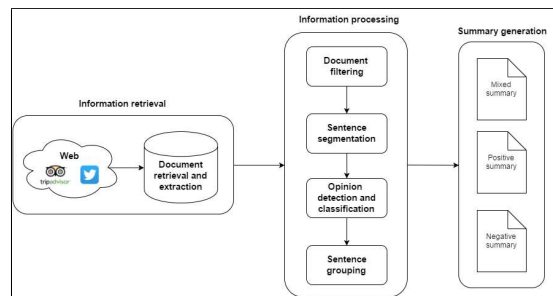 Information retrieval
Web
tripadvisor
Document
retrieval and
extraction
Information processing
Document
filtering
Sentence
segmentation
Opinion
detection and
classification
Sentence
grouping
Summary generation
Mixed
summary
Positive
summary
Negative
summary